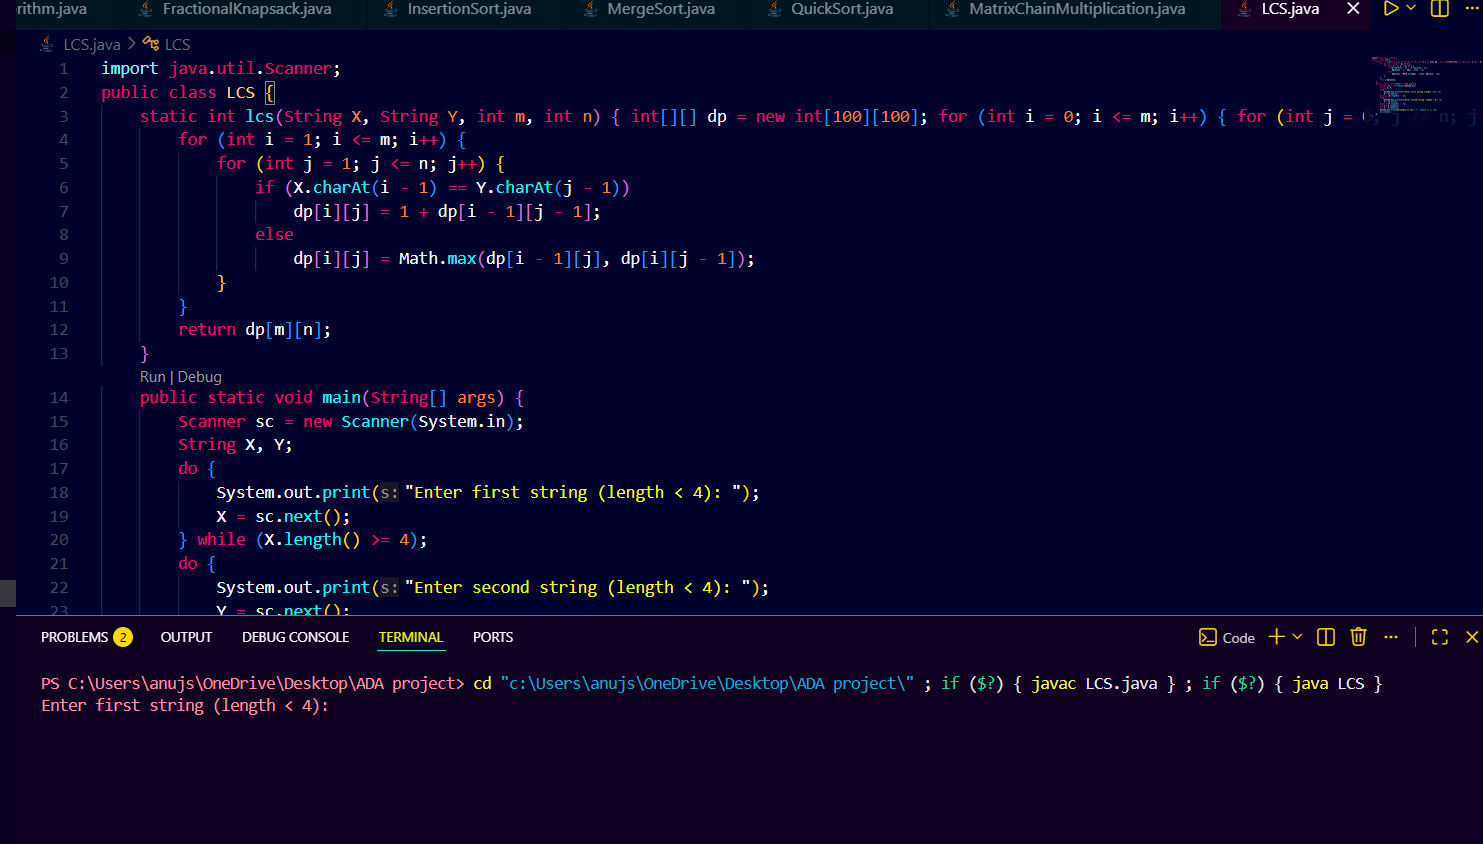 rithm.java FractionalKnapsack.java InsertionSort.java MergeSort.java QuickSort.java MatrixChainMultiplication.java LCS.java
LCS.java > LCS
1 import java.util.Scanner;
2 public class LCS {
3 static int lcs(String X, String Y, int m, int n) { int[][] dp = new int[100][100]; for (int i = 0; i <= m; i++) { for (int j = 0; j <= n; j
4 for (int i = 1; i <= m; i++) {
5 for (int j = 1; j <= n; j++) {
6 if (X.charAt(i - 1) == Y.charAt(j - 1))
7 dp[i][j] = 1 + dp[i - 1][j - 1];
8 else
9 dp[i][j] = Math.max(dp[i - 1][j], dp[i][j - 1]);
10 }
11 }
12 return dp[m][n];
13 }
Run | Debug
14 public static void main(String[] args) {
15 Scanner sc = new Scanner(System.in);
16 String X, Y;
17 do {
18 System.out.print(s: "Enter first string (length < 4): ");
19 X = sc.next();
20 } while (X.length() >= 4);
21 do {
22 System.out.print(s: "Enter second string (length < 4): ");
23 Y = sc.next();
PROBLEMS 2 OUTPUT DEBUG CONSOLE TERMINAL PORTS Code
PS C:\Users\anujs\OneDrive\Desktop\ADA project> cd "c:\Users\anujs\OneDrive\Desktop\ADA project\" ; if ($?) { javac LCS.java } ; if ($?) { java LCS }
Enter first string (length < 4):